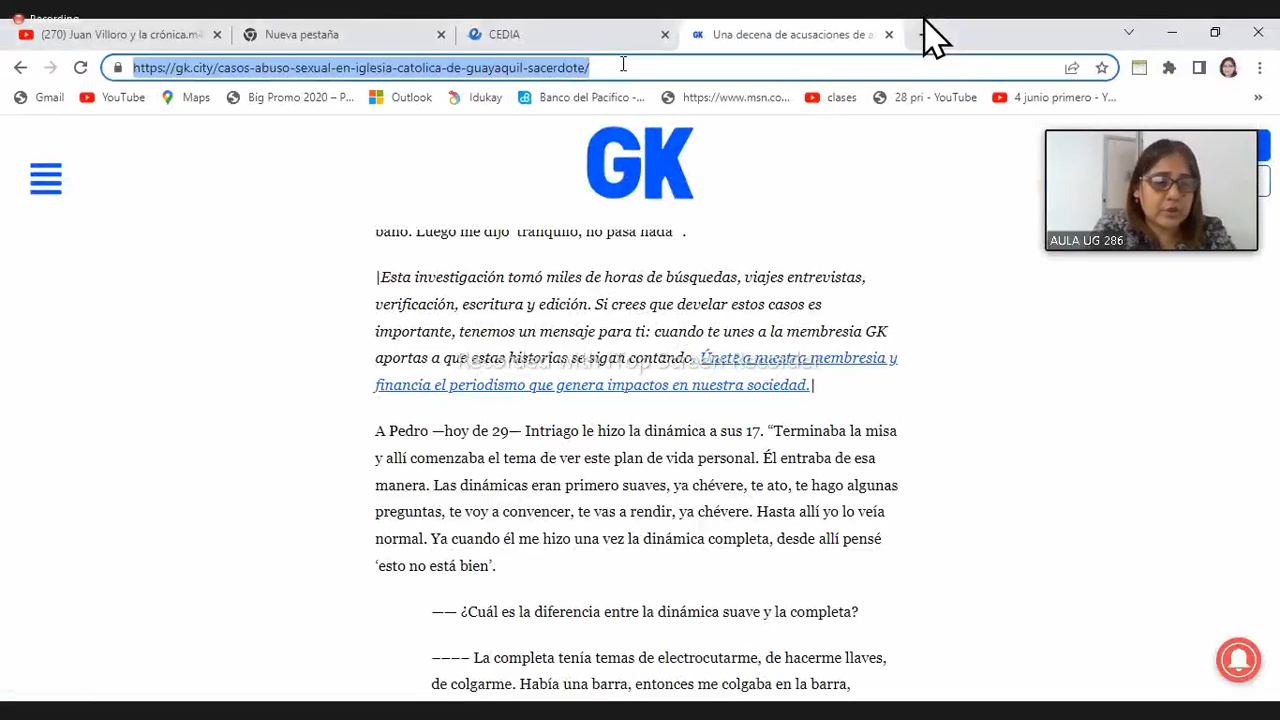 Recording
(270) Juan Villoro y la crónica.m4
Nueva pestaña
CEDIA
GK Una decena de acusaciones de a
https://gk.city/casos-abuso-sexual-en-iglesia-catolica-de-guayaquil-sacerdote/
Gmail YouTube Maps Big Promo 2020 – P... Outlook Idukay Banco del Pacifico -... https://www.msn.co... clases 28 pri - YouTube 4 junio primero - Y... »
GK
AULA UG 286
baño. Luego me dijo 'tranquilo, no pasa nada'".
|Esta investigación tomó miles de horas de búsquedas, viajes entrevistas,
verificación, escritura y edición. Si crees que develar estos casos es
importante, tenemos un mensaje para ti: cuando te unes a la membresía GK
aportas a que estas historias se sigan contando. Únete a nuestra membresía y
Recorded with iTop Screen Recorder
financia el periodismo que genera impactos en nuestra sociedad.|
A Pedro —hoy de 29— Intriago le hizo la dinámica a sus 17. “Terminaba la misa
y allí comenzaba el tema de ver este plan de vida personal. Él entraba de esa
manera. Las dinámicas eran primero suaves, ya chévere, te ato, te hago algunas
preguntas, te voy a convencer, te vas a rendir, ya chévere. Hasta allí yo lo veía
normal. Ya cuando él me hizo una vez la dinámica completa, desde allí pensé
‘esto no está bien’.
—— ¿Cuál es la diferencia entre la dinámica suave y la completa?
–––– La completa tenía temas de electrocutarme, de hacerme llaves,
de colgarme. Había una barra, entonces me colgaba en la barra,